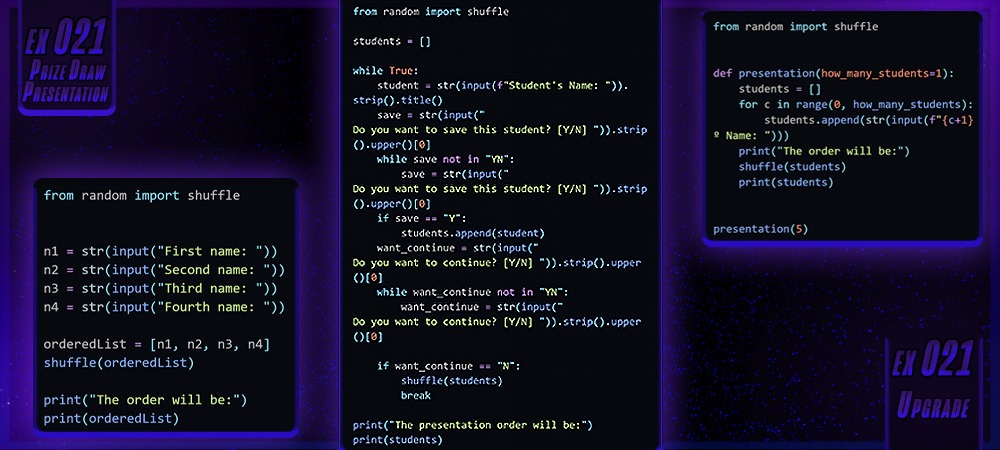 EX 021
PRIZE DRAW
PRESENTATION
from random import shuffle
n1 = str(input("First name: "))
n2 = str(input("Second name: "))
n3 = str(input("Third name: "))
n4 = str(input("Fourth name: "))
orderedList = [n1, n2, n3, n4]
shuffle(orderedList)
print("The order will be:")
print(orderedList)
from random import shuffle
students = []
while True:
    student = str(input(f"Student's Name: ")).
strip().title()
    save = str(input("
Do you want to save this student? [Y/N] ")).strip
().upper()[0]
    while save not in "YN":
        save = str(input("
Do you want to save this student? [Y/N] ")).strip
().upper()[0]
    if save == "Y":
        students.append(student)
    want_continue = str(input("
Do you want to continue? [Y/N] ")).strip().upper
()[0]
    while want_continue not in "YN":
        want_continue = str(input("
Do you want to continue? [Y/N] ")).strip().upper
()[0]
    if want_continue == "N":
        shuffle(students)
        break
print("The presentation order will be:")
print(students)
from random import shuffle
def presentation(how_many_students=1):
    students = []
    for c in range(0, how_many_students):
        students.append(str(input(f"{c+1}
º Name: ")))
    print("The order will be:")
    shuffle(students)
    print(students)
presentation(5)
EX 021
UPGRADE